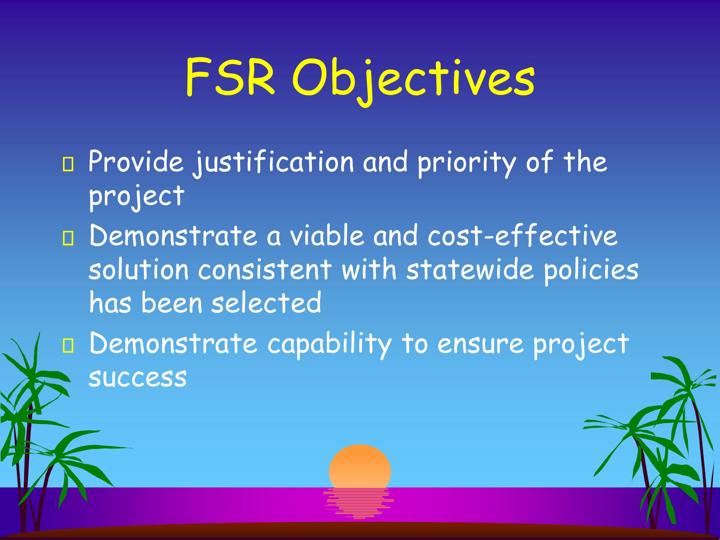 FSR Objectives
Provide justification and priority of the
project
Demonstrate a viable and cost-effective
solution consistent with statewide policies
has been selected
Demonstrate capability to ensure project
success